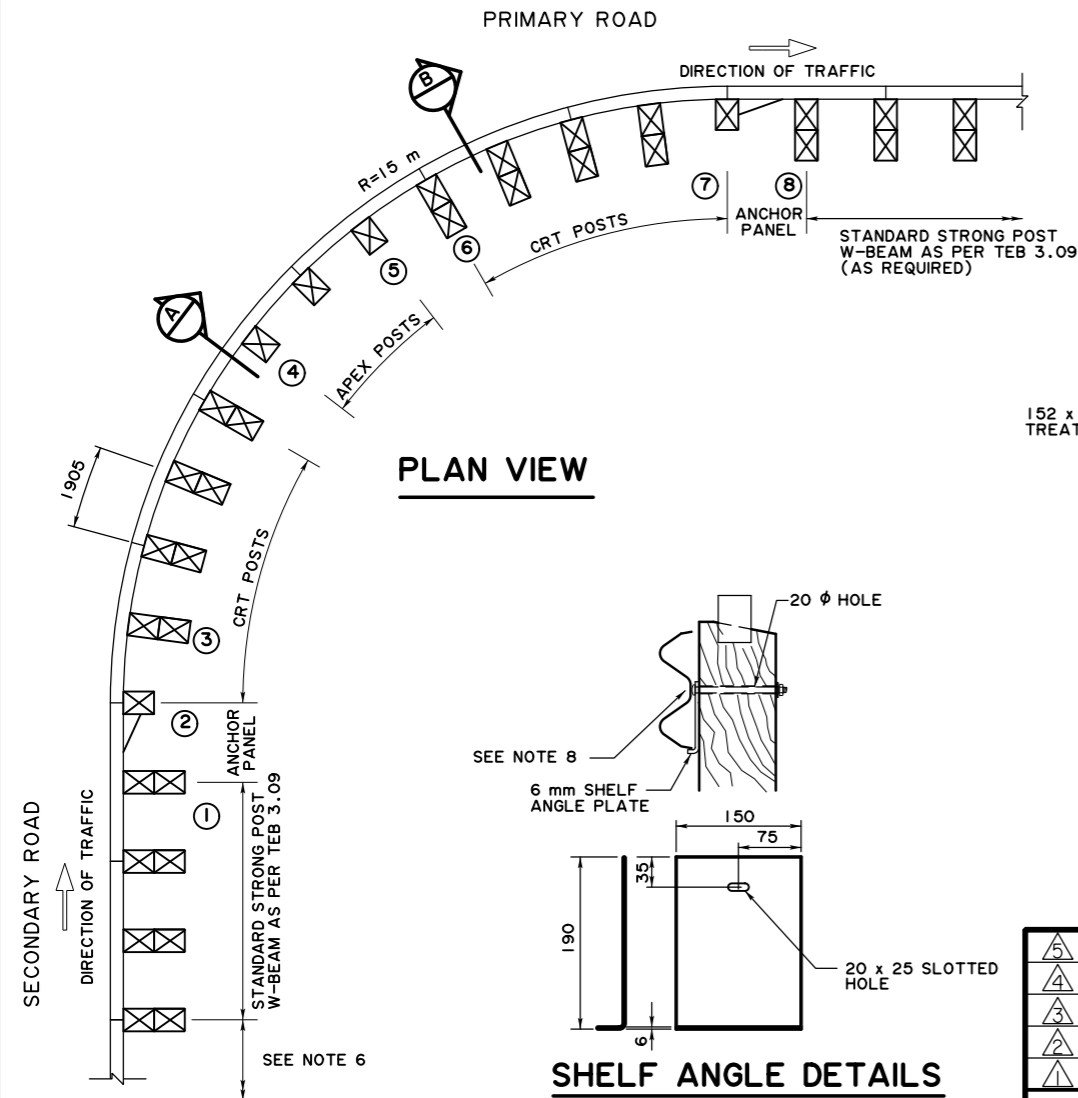 PRIMARY ROAD
DIRECTION OF TRAFFIC
B
R=15 m
7
8
CRT POSTS
ANCHOR
PANEL
STANDARD STRONG POST
W-BEAM AS PER TEB 3.09
(AS REQUIRED)
6
5
A
4
APEX POSTS
152 x
TREAT
PLAN VIEW
1905
CRT POSTS
3
2
ANCHOR
PANEL
1
STANDARD STRONG POST
W-BEAM AS PER TEB 3.09
SECONDARY ROAD
DIRECTION OF TRAFFIC
SEE NOTE 6
20 φ HOLE
SEE NOTE 8
6 mm SHELF
ANGLE PLATE
150
75
35
190
20 x 25 SLOTTED
HOLE
6
SHELF ANGLE DETAILS
5
4
3
2
1